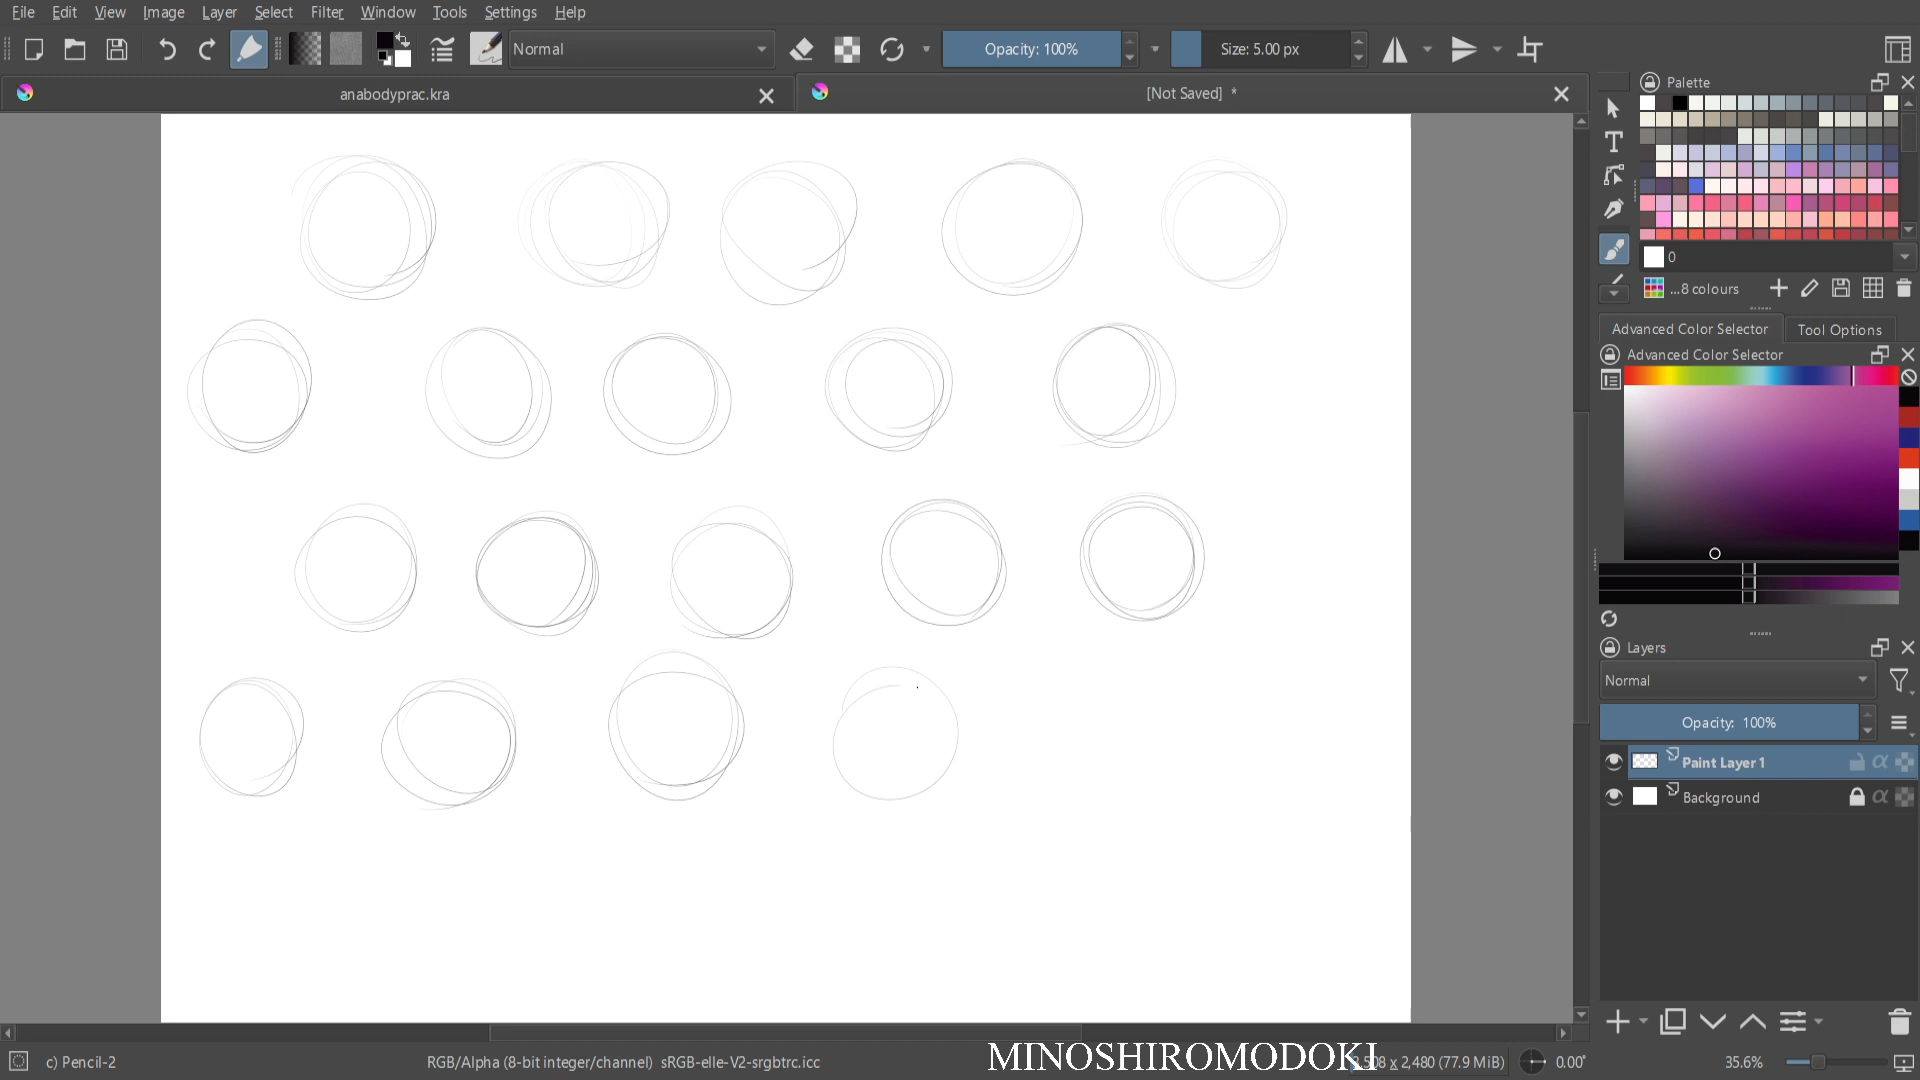 File Edit View Image Layer Select Filter Window Tools Settings Help
Normal Opacity: 100% Size: 5.00 px
anabodyprac.kra [Not Saved] *
Palette
0
...8 colours
Advanced Color Selector Tool Options
Advanced Color Selector
Layers
Normal
Opacity: 100%
Paint Layer 1
Background
c) Pencil-2 RGB/Alpha (8-bit integer/channel) sRGB-elle-V2-srgbtrc.icc MINOSHIROMODOKI x 2,480 (77.9 MiB) 0.00° 35.6%